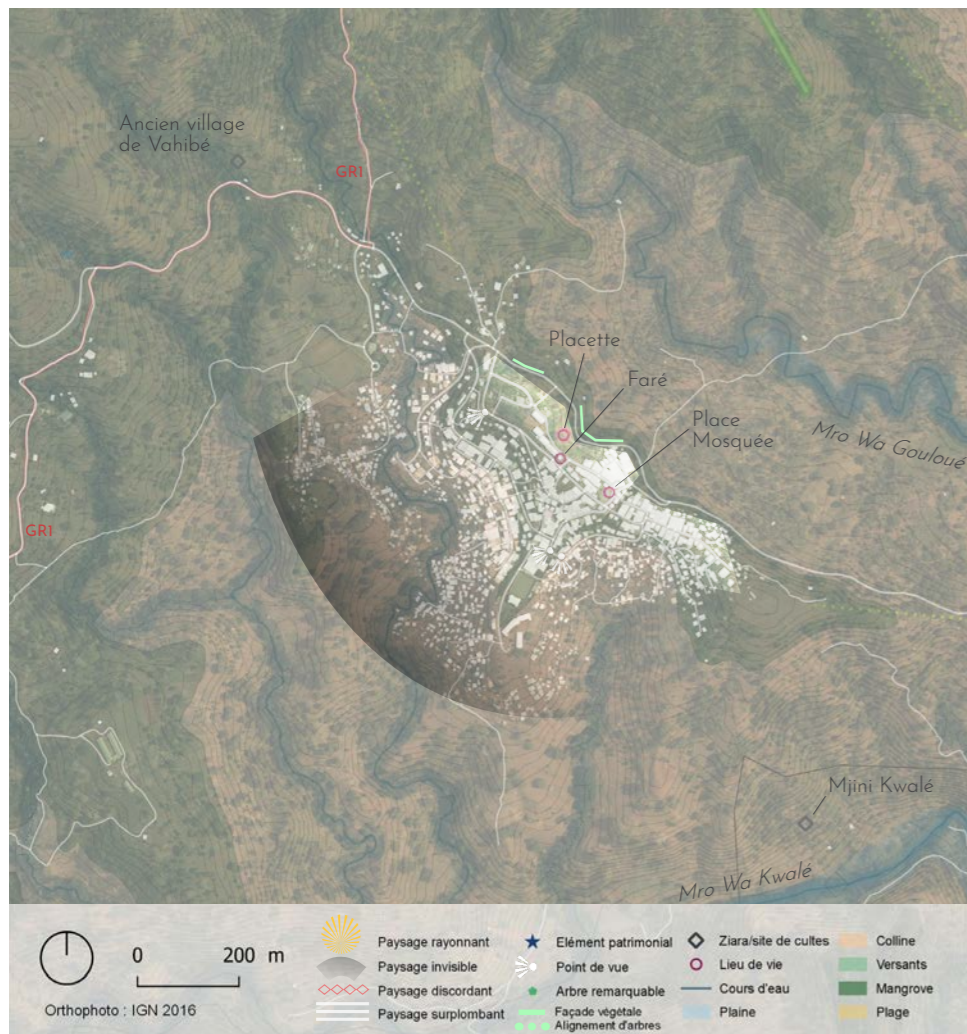 Ancien village
de Vahibé
GR1
Placette
Faré
Place
Mosquée
Mro Wa Gouloué
GR1
Mjini Kwalé
Mro Wa Kwalé
0 200 m
Orthophoto : IGN 2016
Paysage rayonnant
Paysage invisible
Paysage discordant
Paysage surplombant
Elément patrimonial
Point de vue
Arbre remarquable
Façade végétale
Alignement d'arbres
Ziara/site de cultes
Lieu de vie
Cours d'eau
Plaine
Colline
Versants
Mangrove
Plage